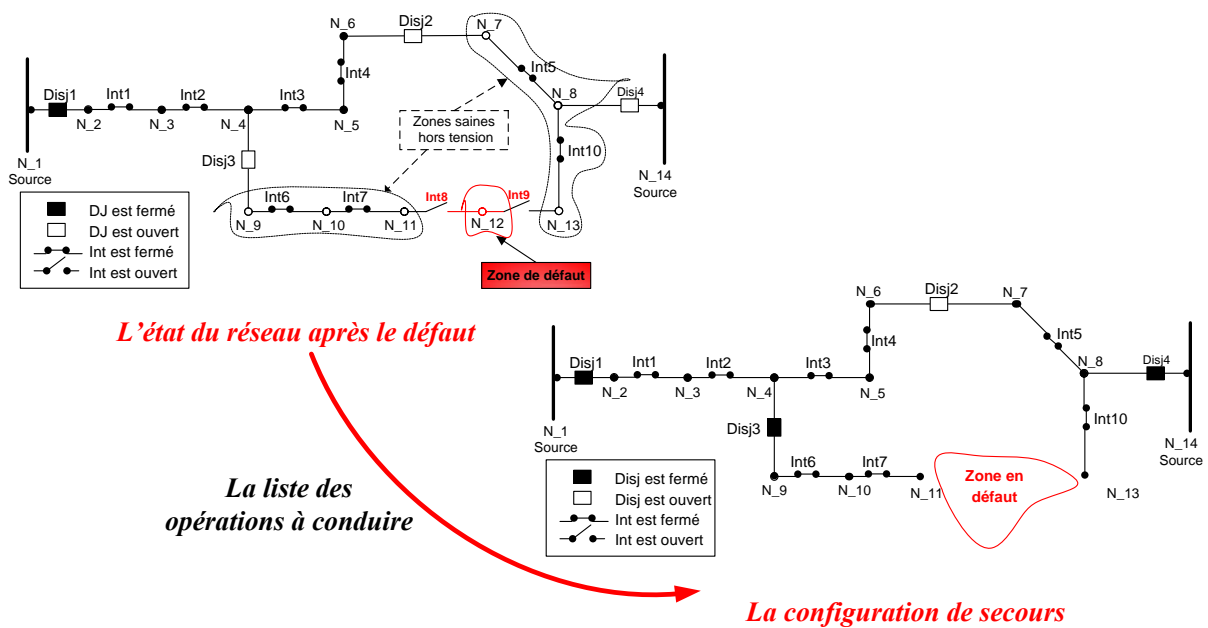 N_6
Disj2
N_7
Int4
Int5
Disj1
Int1
Int2
Int3
N_8
Disj4
N_2
N_3
N_4
N_5
Zones saines
hors tension
Disj3
Int10
N_1
Source
N_14
Source
Int6
Int7
Int8
Int9
N_9
N_10
N_11
N_12
N_13
DJ est fermé
DJ est ouvert
Int est fermé
Int est ouvert
Zone de défaut
L'état du réseau après le défaut
La liste des
opérations à conduire
N_6
Disj2
N_7
Int4
Int5
Disj1
Int1
Int2
Int3
N_8
Disj4
N_2
N_3
N_4
N_5
Disj3
Int10
N_1
Source
N_14
Source
Int6
Int7
N_9
N_10
N_11
Zone en
défaut
N_13
Disj est fermé
Disj est ouvert
Int est fermé
Int est ouvert
La configuration de secours